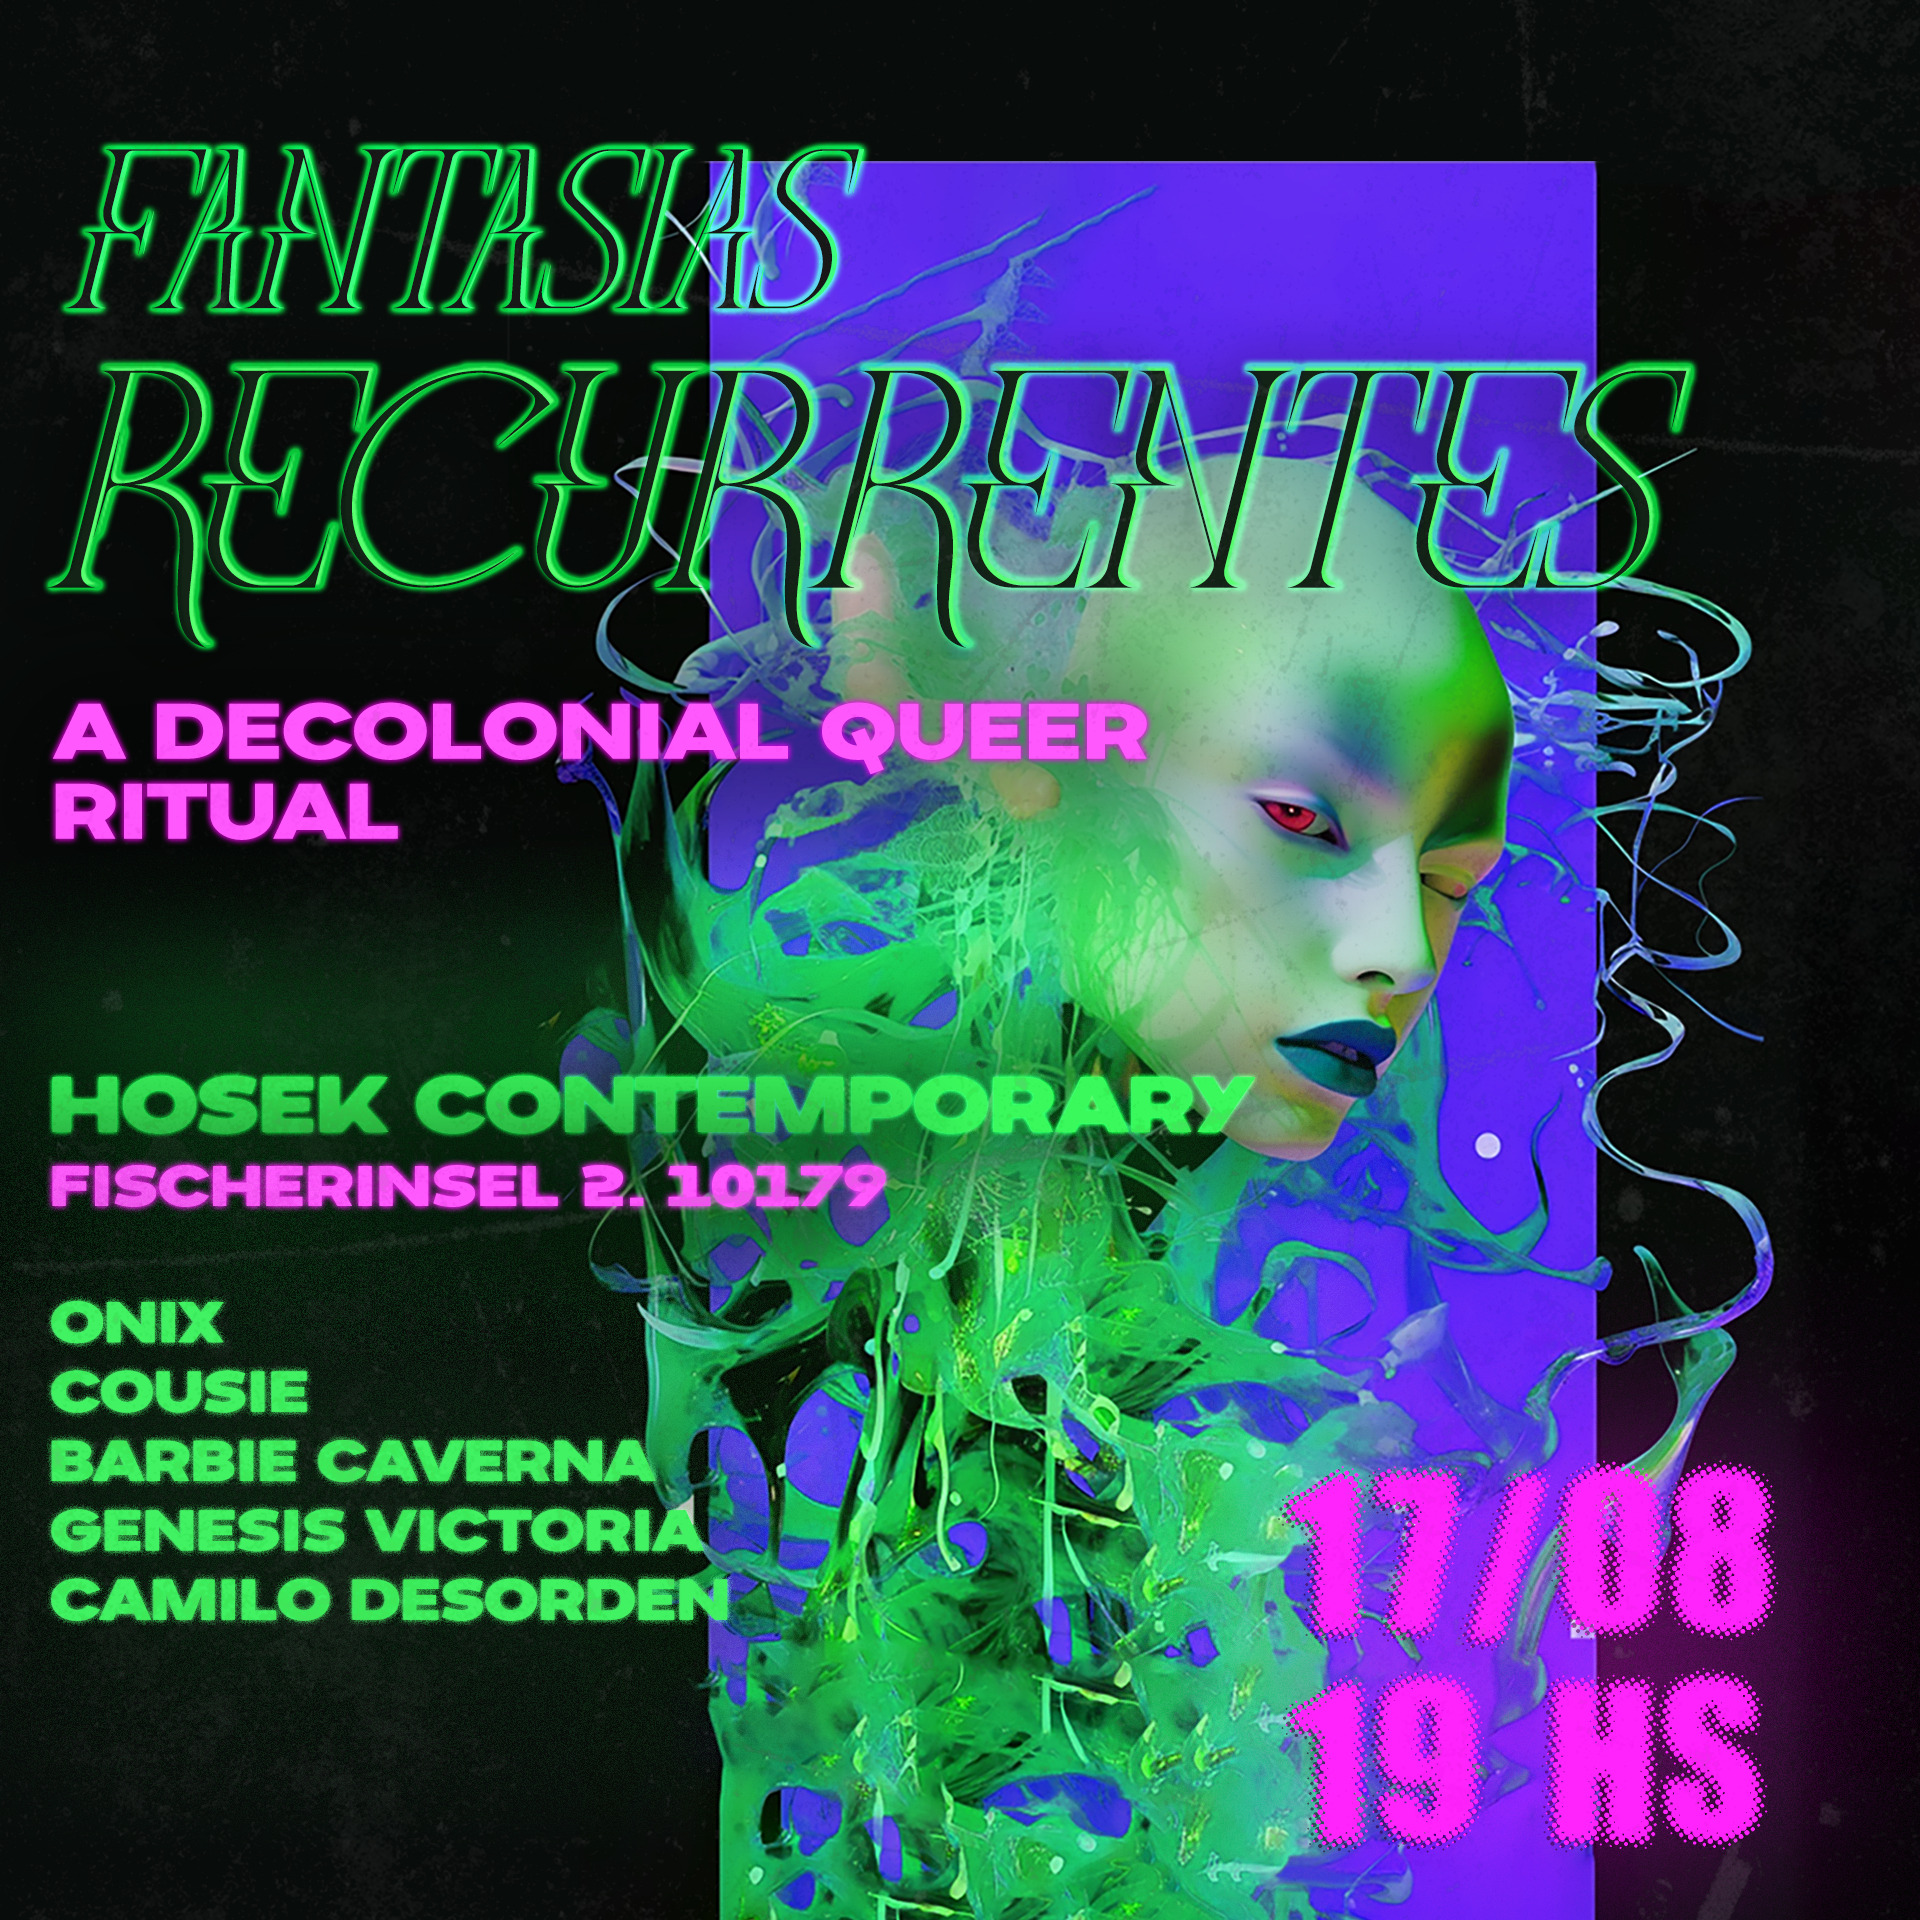 FANTASIAS
RECURRENTES
A DECOLONIAL QUEER
RITUAL
HOSEK CONTEMPORARY
FISCHERINSEL 2. 10179
ONIX
COUSIE
BARBIE CAVERNA
GENESIS VICTORIA
CAMILO DESORDEN
17/08
19 HS